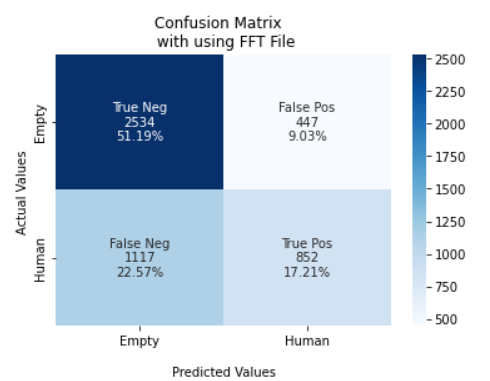 Confusion Matrix
with using FFT File
Actual Values
Empty
Human
True Neg
2534
51.19%
False Pos
447
9.03%
False Neg
1117
22.57%
True Pos
852
17.21%
Empty
Human
Predicted Values
2500
2250
2000
1750
1500
1250
1000
750
500